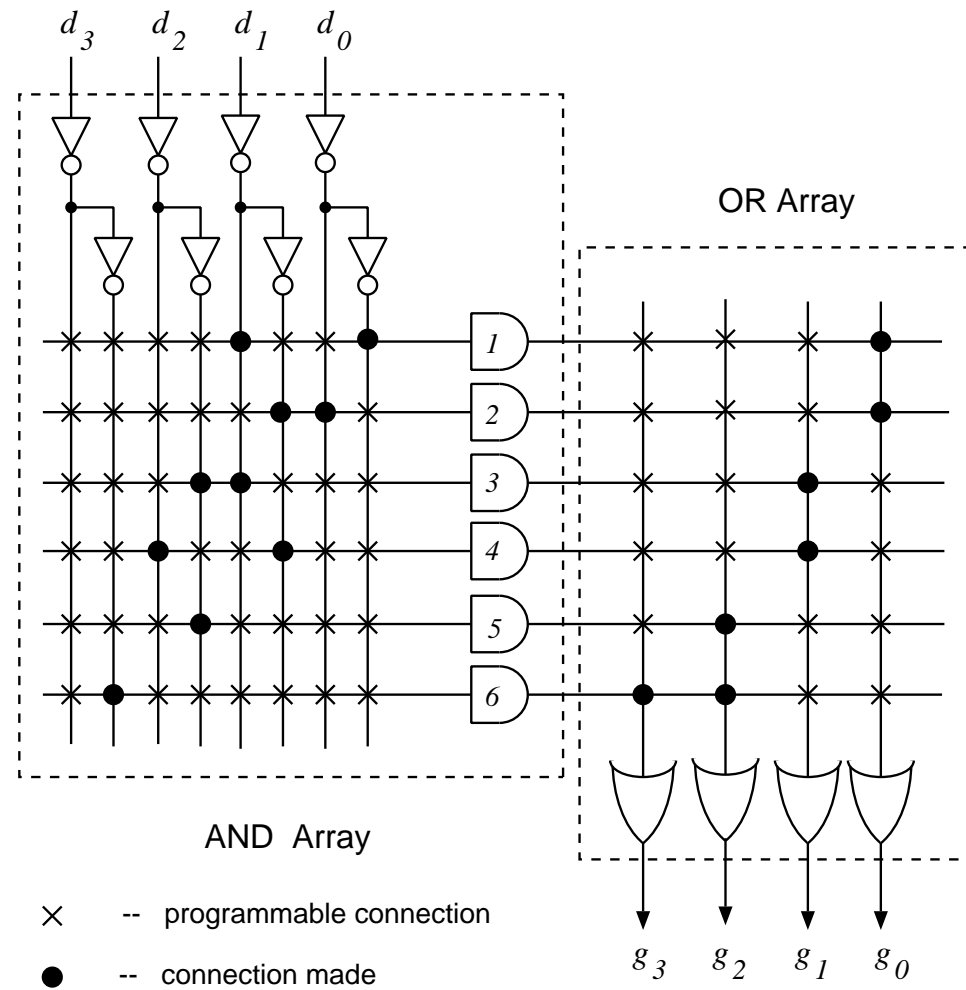 d3 d2 d1 d0
OR Array
1
2
3
4
5
6
AND Array
× -- programmable connection
● -- connection made
g3 g2 g1 g0